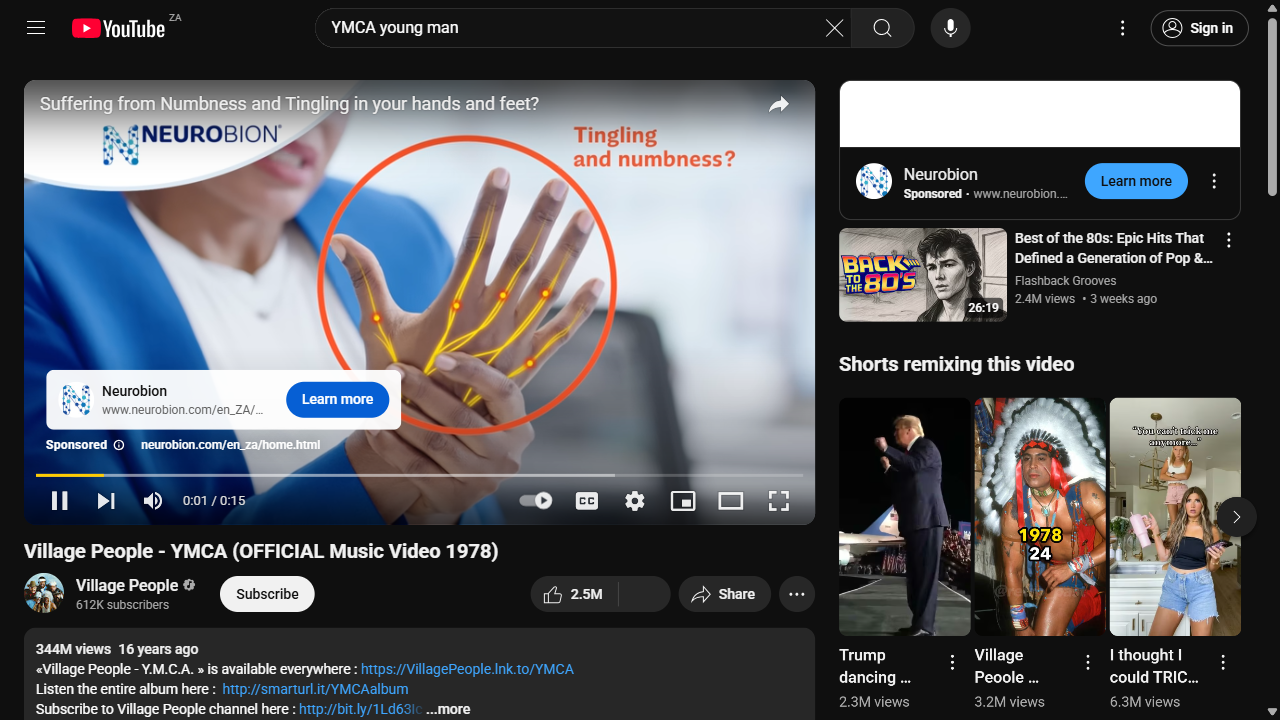 YouTube ZA
YMCA young man
Sign in
Suffering from Numbness and Tingling in your hands and feet?
NEUROBION®
Tingling
and numbness?
Neurobion
www.neurobion.com/en_ZA/...
Learn more
Sponsored
neurobion.com/en_za/home.html
0:01 / 0:15
CC
Village People - YMCA (OFFICIAL Music Video 1978)
Village People
612K subscribers
Subscribe
2.5M
Share
344M views 16 years ago
«Village People - Y.M.C.A. » is available everywhere : https://VillagePeople.lnk.to/YMCA
Listen the entire album here : http://smarturl.it/YMCAalbum
Subscribe to Village People channel here : http://bit.ly/1Ld63lc ...more
Neurobion
Sponsored · www.neurobion....
Learn more
BACK
TO THE 80'S
26:19
Best of the 80s: Epic Hits That
Defined a Generation of Pop &...
Flashback Grooves
2.4M views • 3 weeks ago
Shorts remixing this video
1978
24
"You can't trick me
anymore..."
Trump
dancing ...
2.3M views
Village
Peoole ...
3.2M views
I thought I
could TRIC...
6.3M views